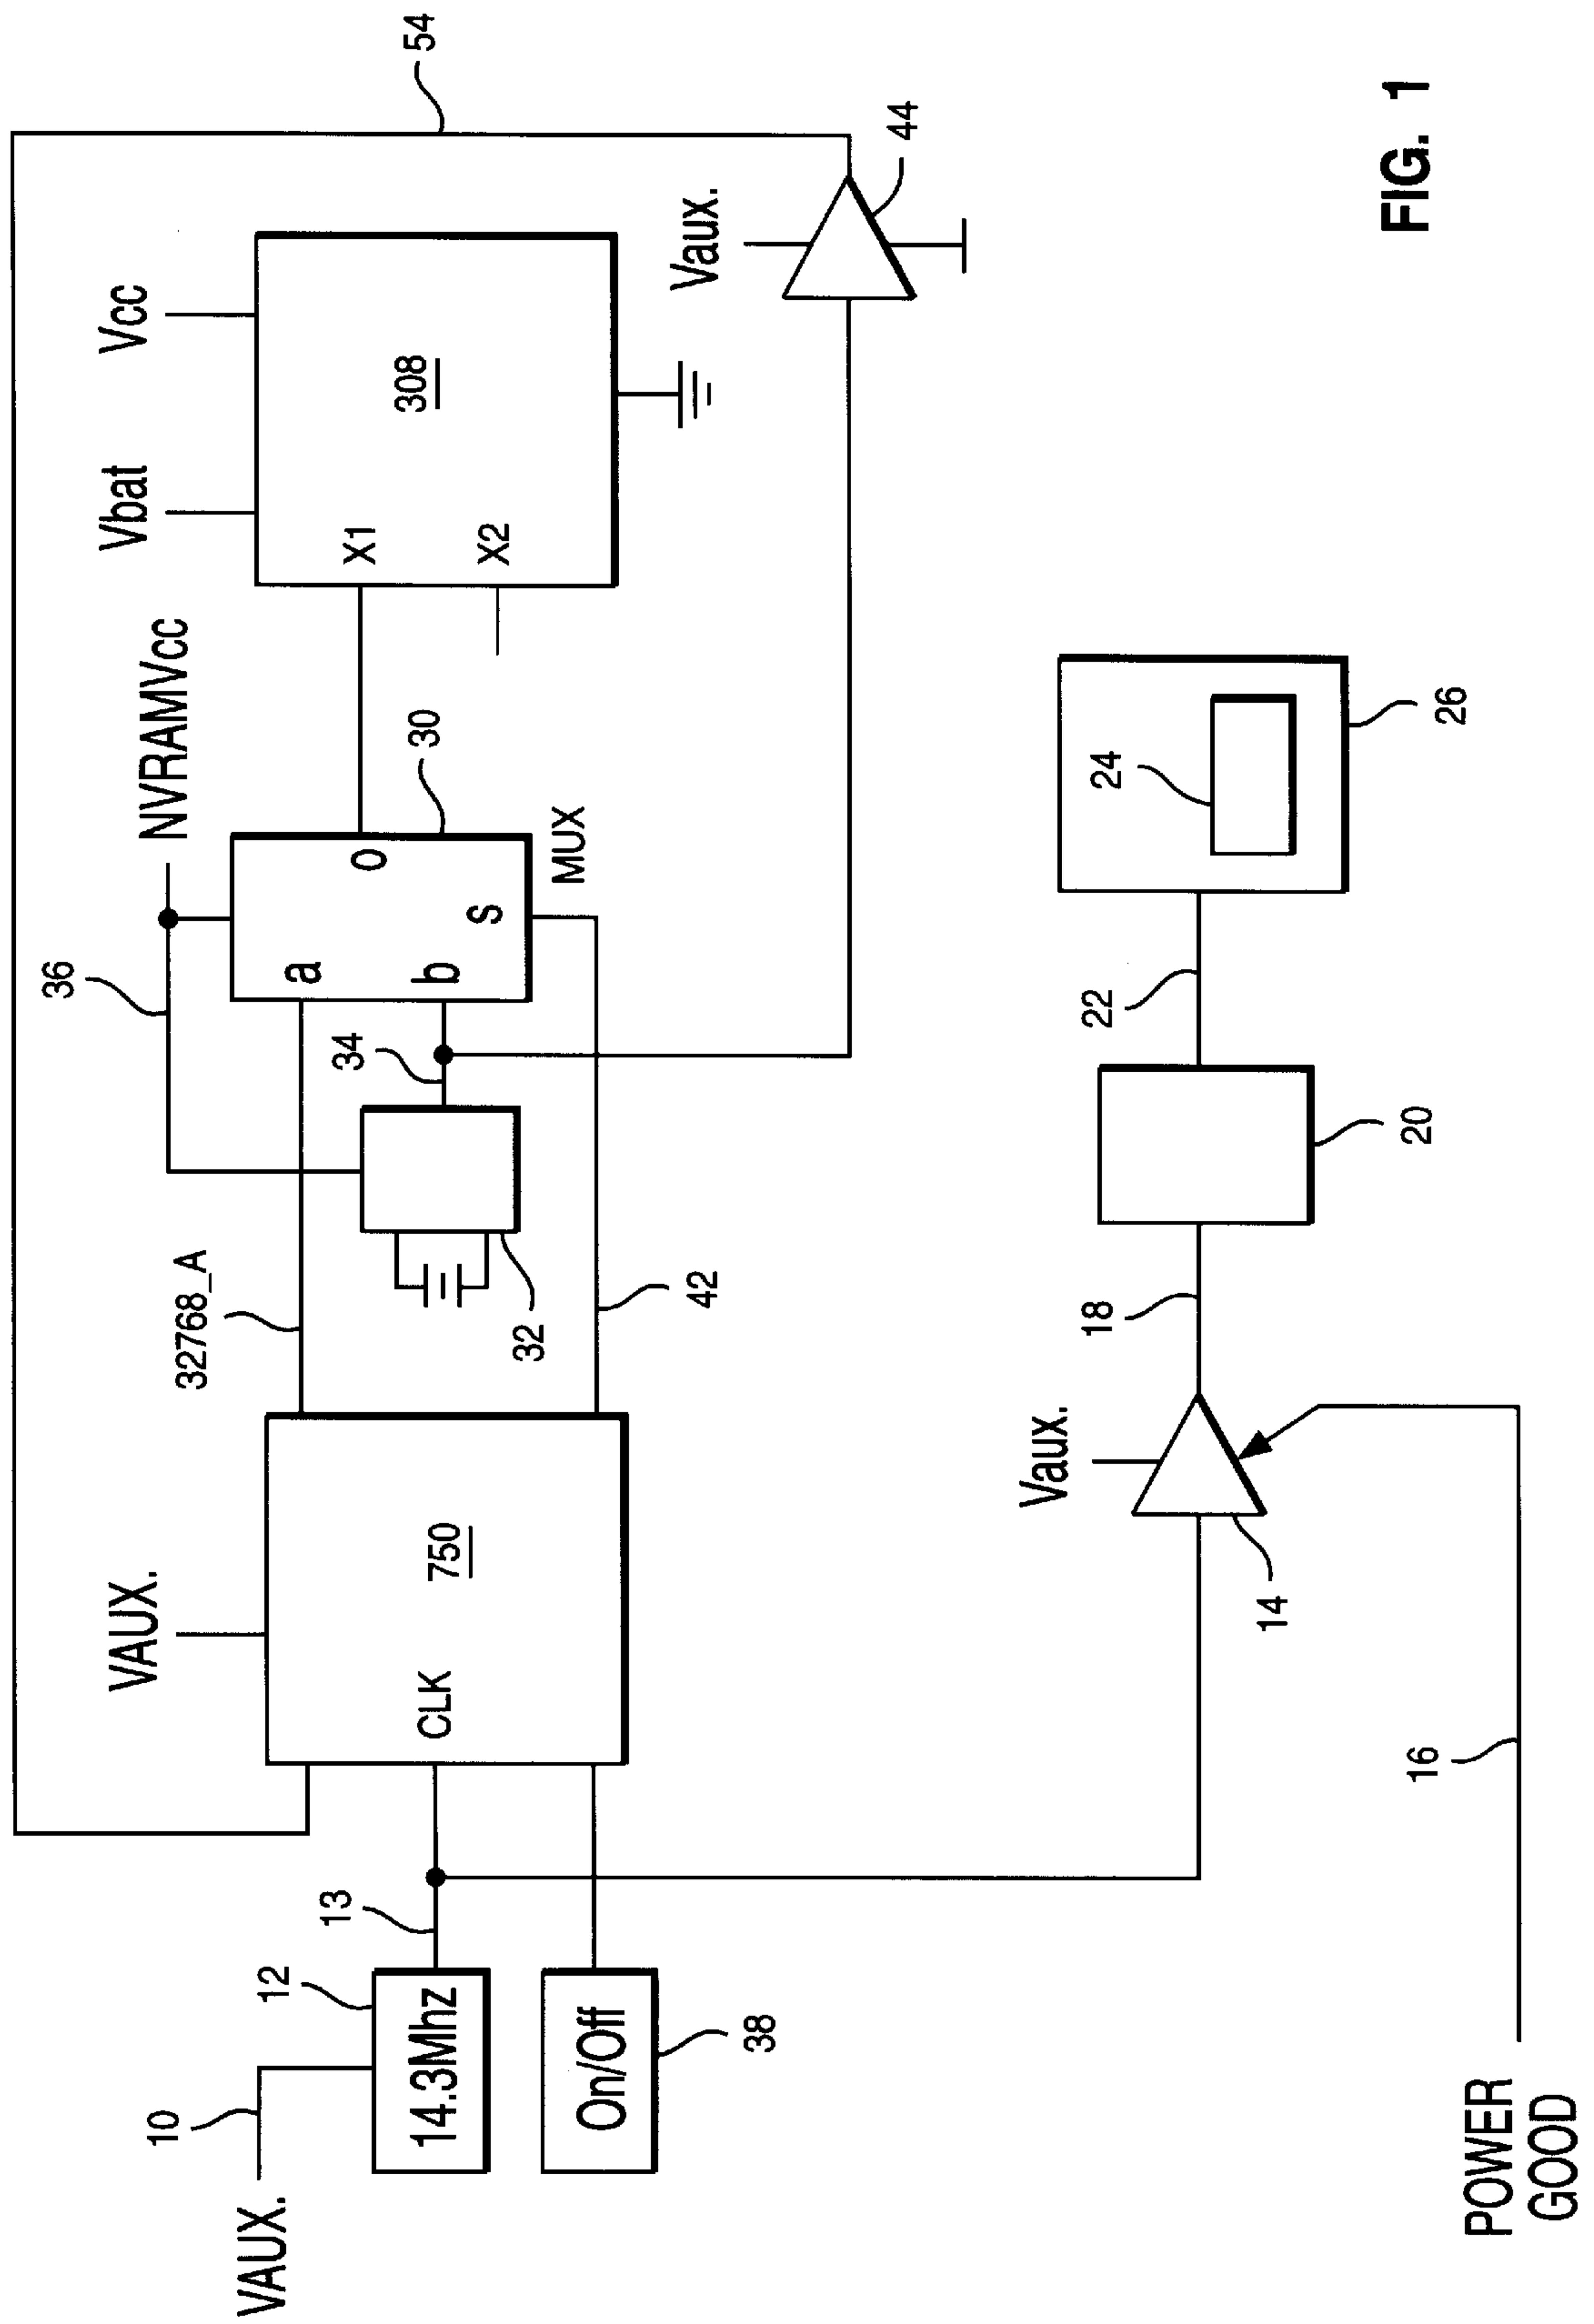 54
Vcc
Vbat
308
X1
X2
Vaux.
44
NVRAMVcc
36
30
a
b
O
S
MUX
34
32
32768_A
42
VAUX.
750
CLK
13
12
14.3Mhz
10
VAUX.
On/Off
38
Vaux.
14
18
20
22
24
26
16
POWER
GOOD
FIG. 1